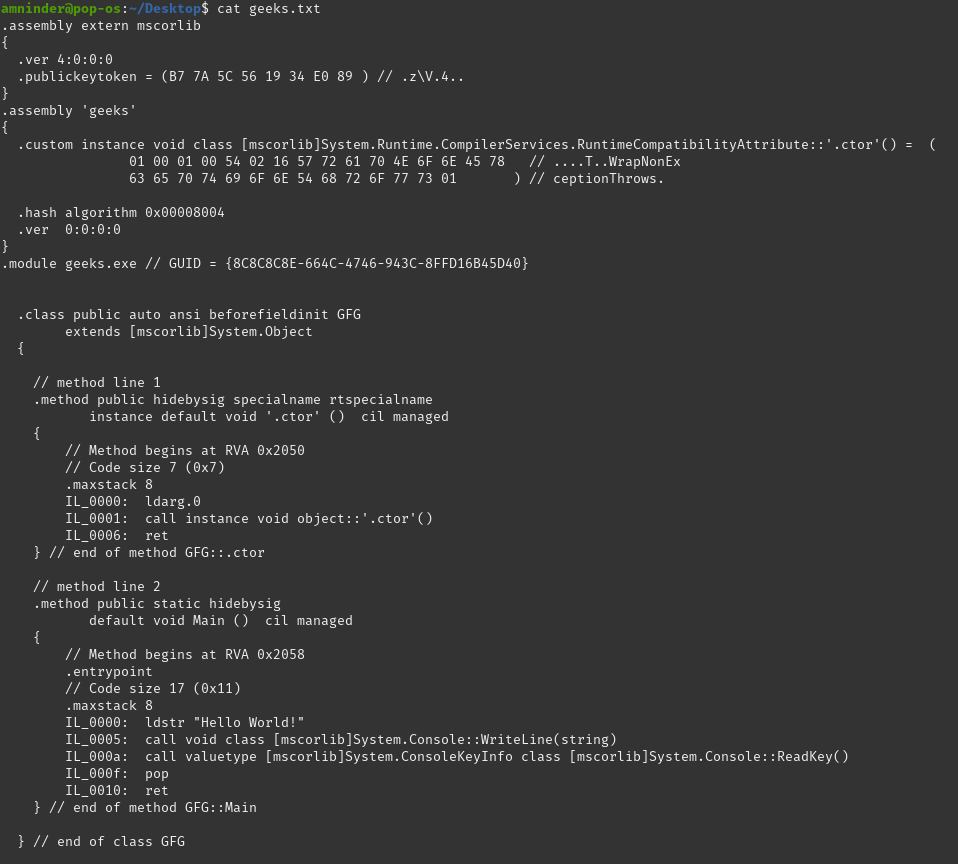 amninder@pop-os:~/Desktop$ cat geeks.txt
.assembly extern mscorlib
{
  .ver 4:0:0:0
  .publickeytoken = (B7 7A 5C 56 19 34 E0 89 ) // .z\V.4..
}
.assembly 'geeks'
{
  .custom instance void class [mscorlib]System.Runtime.CompilerServices.RuntimeCompatibilityAttribute::'.ctor'() =  (
                01 00 01 00 54 02 16 57 72 61 70 4E 6F 6E 45 78   // ....T..WrapNonEx
                63 65 70 74 69 6F 6E 54 68 72 6F 77 73 01       ) // ceptionThrows.
  .hash algorithm 0x00008004
  .ver  0:0:0:0
}
.module geeks.exe // GUID = {8C8C8C8E-664C-4746-943C-8FFD16B45D40}
  .class public auto ansi beforefieldinit GFG
        extends [mscorlib]System.Object
  {
    // method line 1
    .method public hidebysig specialname rtspecialname
           instance default void '.ctor' ()  cil managed
    {
        // Method begins at RVA 0x2050
        // Code size 7 (0x7)
        .maxstack 8
        IL_0000:  ldarg.0
        IL_0001:  call instance void object::'.ctor'()
        IL_0006:  ret
    } // end of method GFG::.ctor
    // method line 2
    .method public static hidebysig
           default void Main ()  cil managed
    {
        // Method begins at RVA 0x2058
        .entrypoint
        // Code size 17 (0x11)
        .maxstack 8
        IL_0000:  ldstr "Hello World!"
        IL_0005:  call void class [mscorlib]System.Console::WriteLine(string)
        IL_000a:  call valuetype [mscorlib]System.ConsoleKeyInfo class [mscorlib]System.Console::ReadKey()
        IL_000f:  pop
        IL_0010:  ret
    } // end of method GFG::Main
  } // end of class GFG